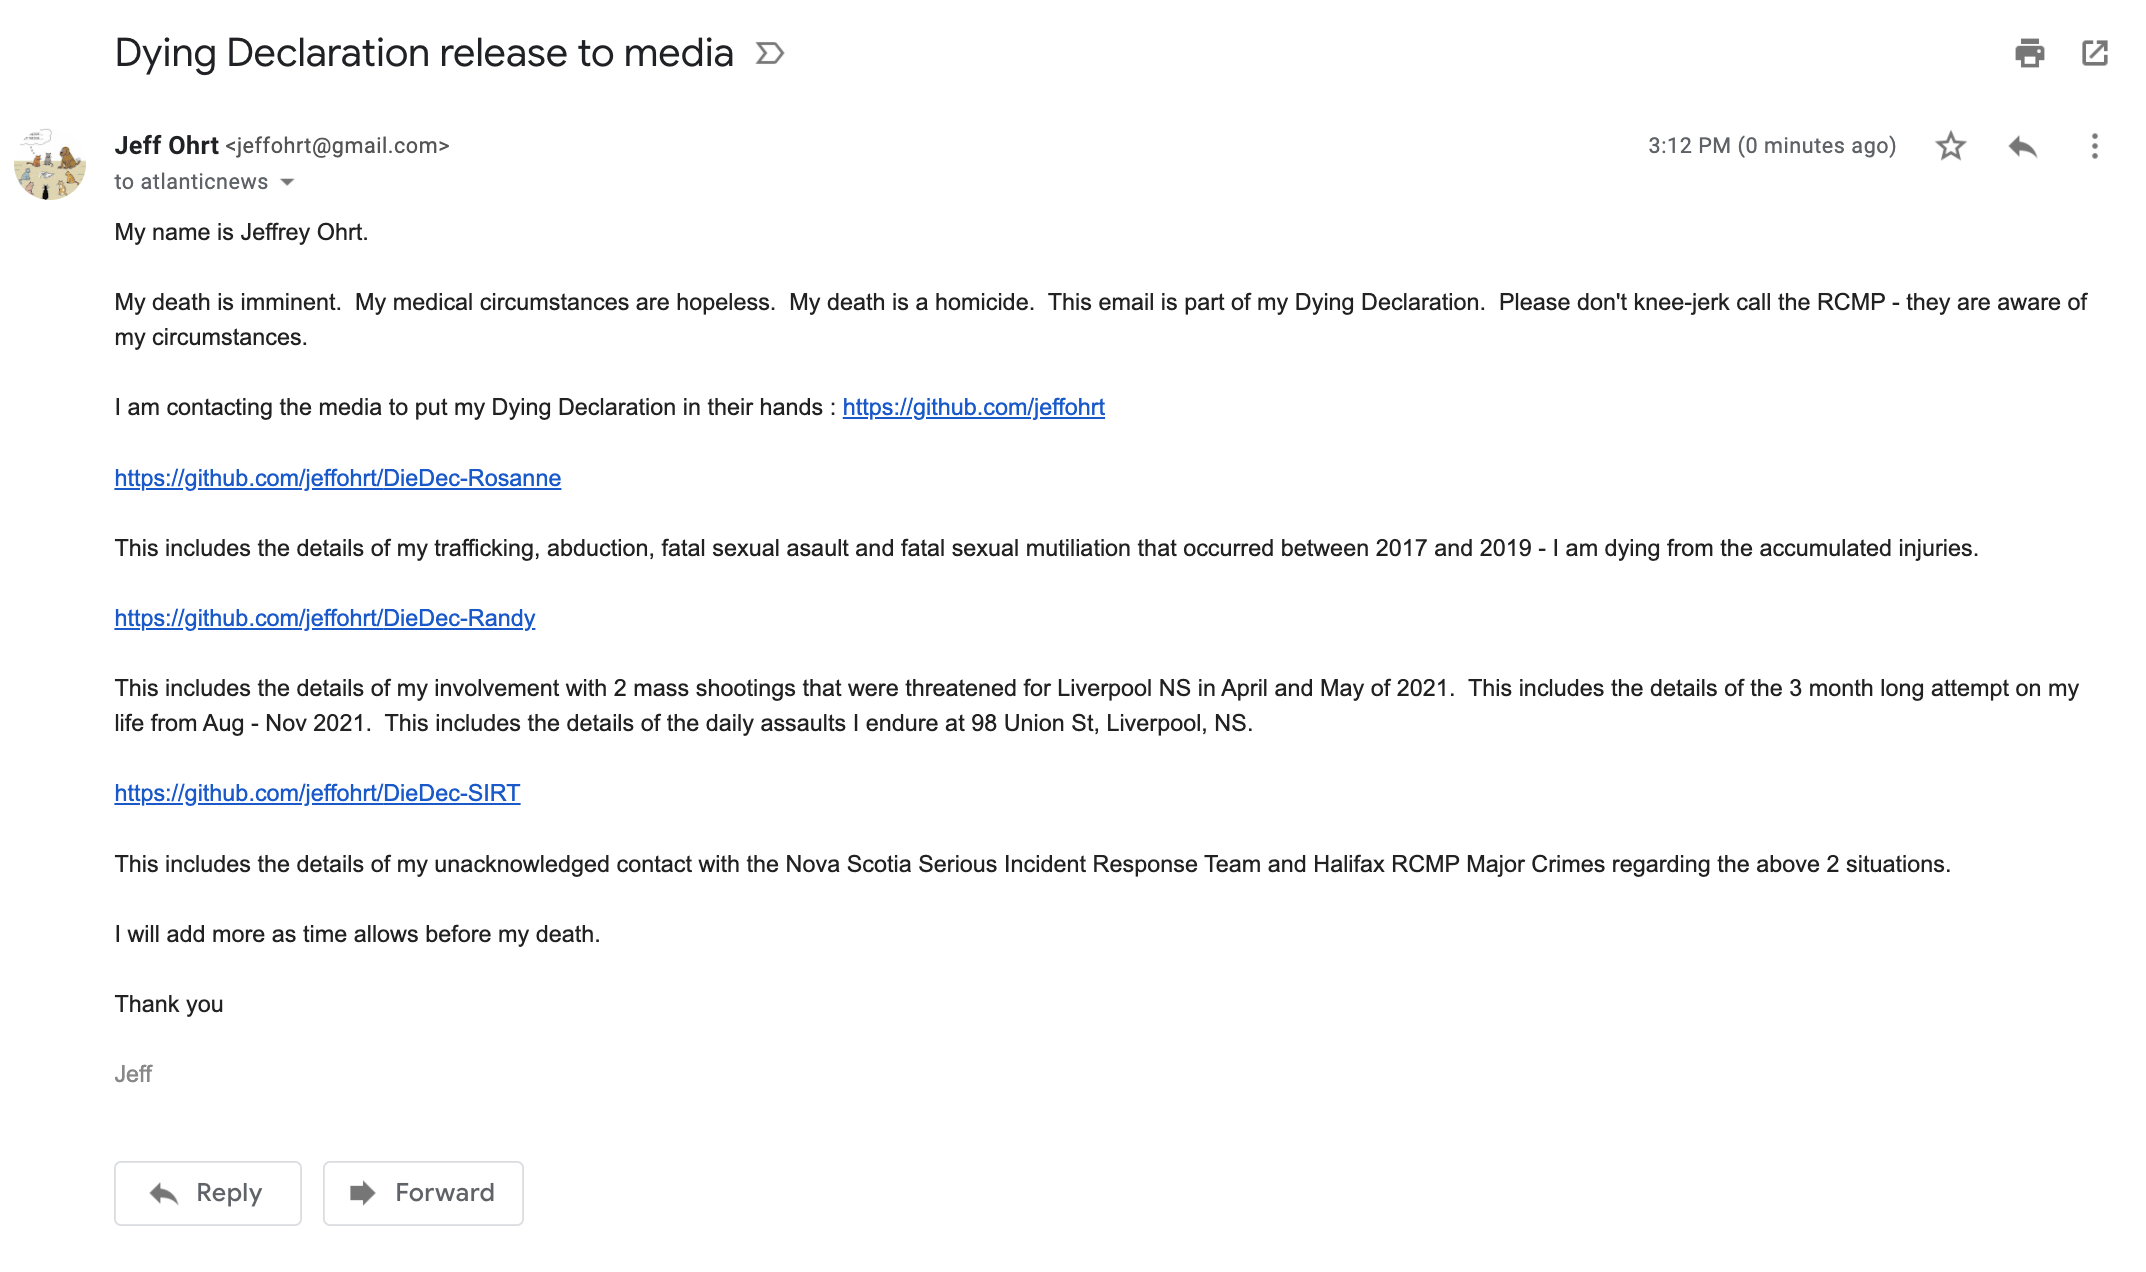 Dying Declaration release to media
Jeff Ohrt <jeffohrt@gmail.com>
3:12 PM (0 minutes ago)
to atlanticnews
My name is Jeffrey Ohrt.
My death is imminent.  My medical circumstances are hopeless.  My death is a homicide.  This email is part of my Dying Declaration.  Please don't knee-jerk call the RCMP - they are aware of
my circumstances.
I am contacting the media to put my Dying Declaration in their hands : https://github.com/jeffohrt
https://github.com/jeffohrt/DieDec-Rosanne
This includes the details of my trafficking, abduction, fatal sexual asault and fatal sexual mutiliation that occurred between 2017 and 2019 - I am dying from the accumulated injuries.
https://github.com/jeffohrt/DieDec-Randy
This includes the details of my involvement with 2 mass shootings that were threatened for Liverpool NS in April and May of 2021.  This includes the details of the 3 month long attempt on my
life from Aug - Nov 2021.  This includes the details of the daily assaults I endure at 98 Union St, Liverpool, NS.
https://github.com/jeffohrt/DieDec-SIRT
This includes the details of my unacknowledged contact with the Nova Scotia Serious Incident Response Team and Halifax RCMP Major Crimes regarding the above 2 situations.
I will add more as time allows before my death.
Thank you
Jeff
Reply
Forward